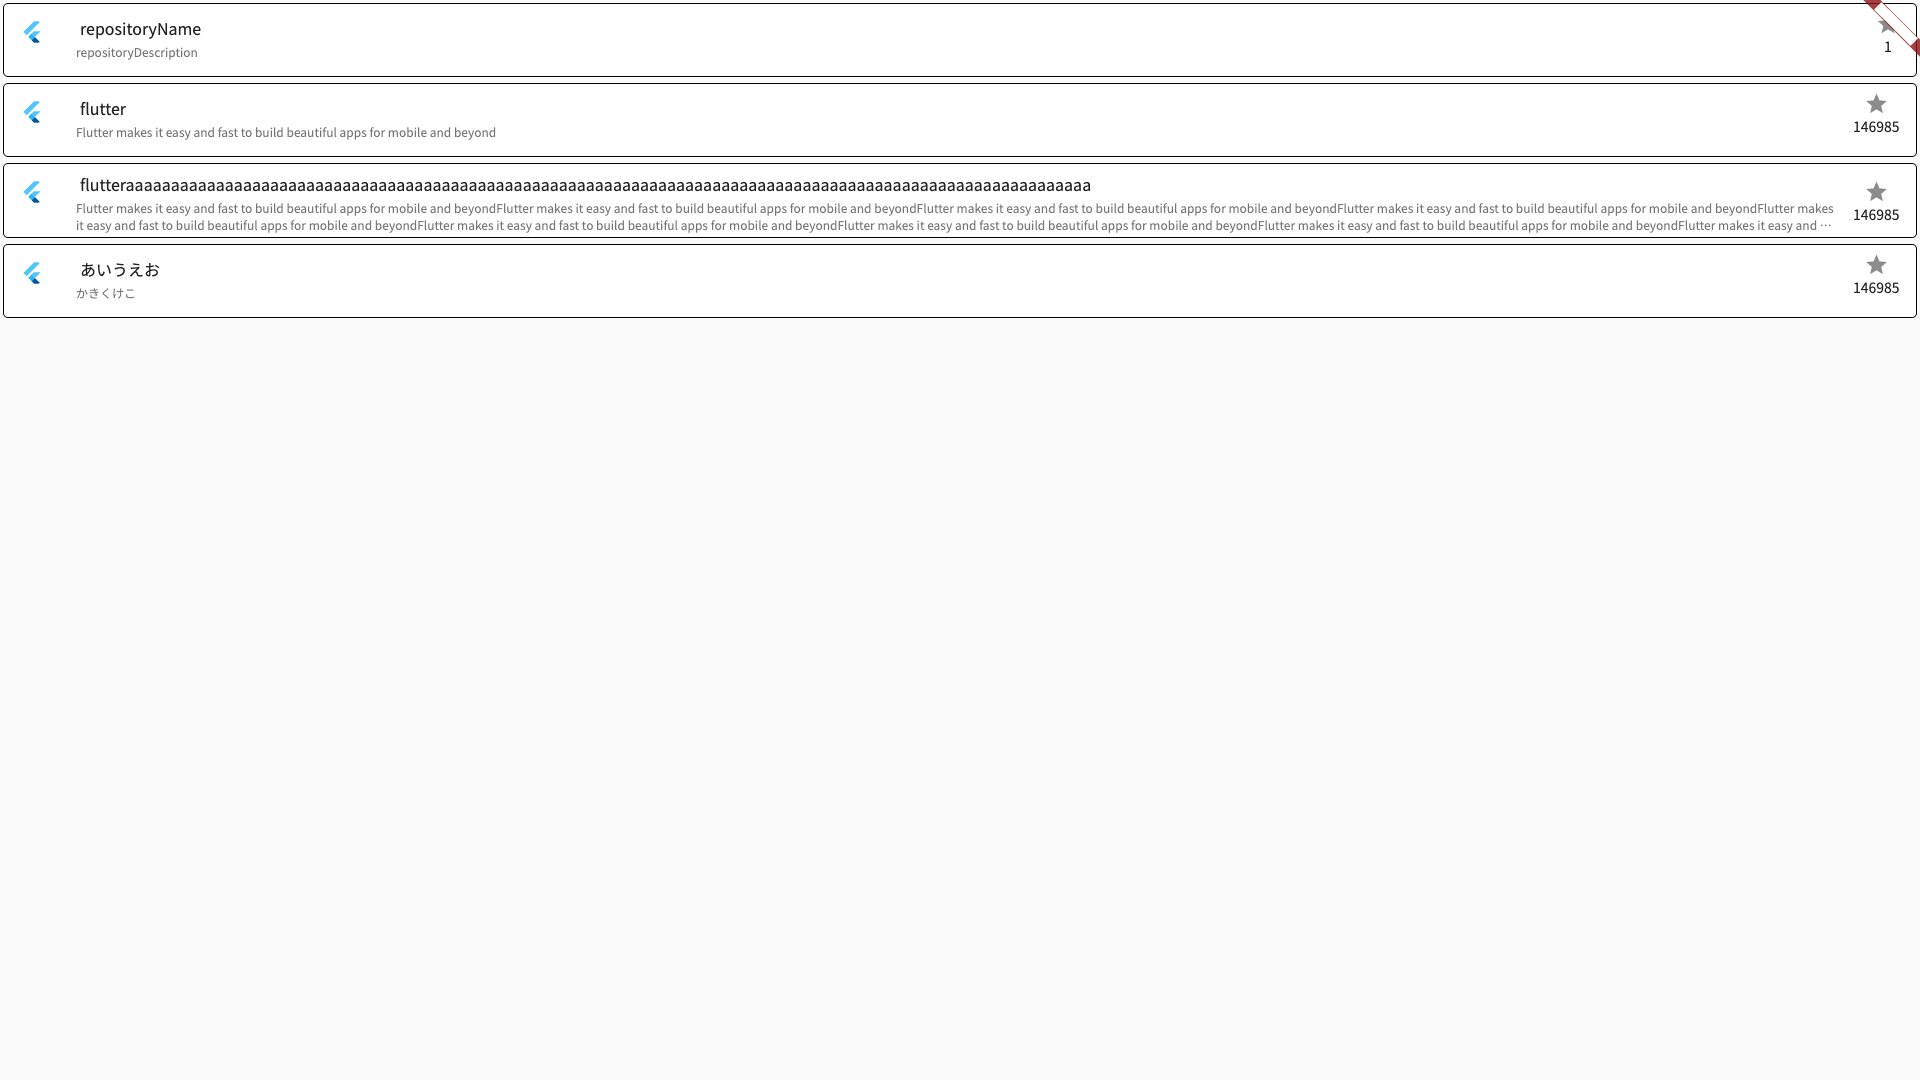 repositoryName
repositoryDescription
1
flutter
Flutter makes it easy and fast to build beautiful apps for mobile and beyond
146985
flutteraaaaaaaaaaaaaaaaaaaaaaaaaaaaaaaaaaaaaaaaaaaaaaaaaaaaaaaaaaaaaaaaaaaaaaaaaaaaaaaaaaaaaaaaaaaaaaaaaaaaaaaaaaa
Flutter makes it easy and fast to build beautiful apps for mobile and beyondFlutter makes it easy and fast to build beautiful apps for mobile and beyondFlutter makes it easy and fast to build beautiful apps for mobile and beyondFlutter makes it easy and fast to build beautiful apps for mobile and beyondFlutter makes
it easy and fast to build beautiful apps for mobile and beyondFlutter makes it easy and fast to build beautiful apps for mobile and beyondFlutter makes it easy and fast to build beautiful apps for mobile and beyondFlutter makes it easy and fast to build beautiful apps for mobile and beyondFlutter makes it easy and …
146985
あいうえお
かきくけこ
146985